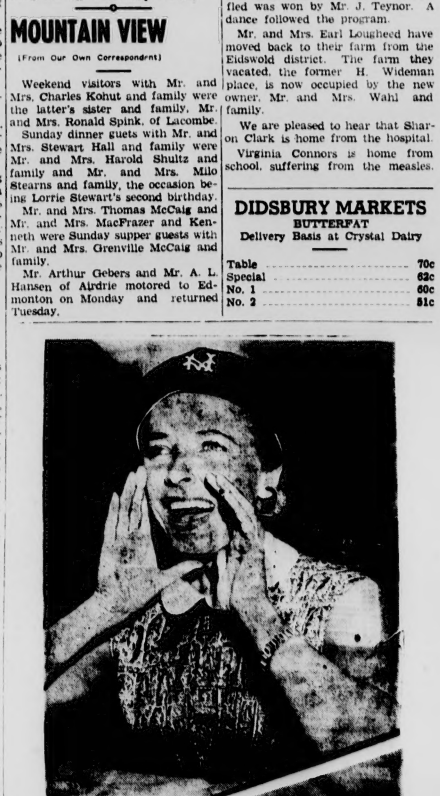 MOUNTAIN VIEW
(From Our Own Correspondent)
Weekend visitors with Mr. and
Mrs. Charles Kohut and family were
the latter's sister and family, Mr.
and Mrs. Ronald Spink, of Lacombe.
Sunday dinner guets with Mr. and
Mrs. Stewart Hall and family were
Mr. and Mrs. Harold Shultz and
family and Mr. and Mrs. Milo
Stearns and family, the occasion be-
ing Lorrie Stewart's second birthday.
Mr. and Mrs. Thomas McCaig and
Mr. and Mrs. MacFrazer and Ken-
neth were Sunday supper guests with
Mr. and Mrs. Grenville McCaig and
family.
Mr. Arthur Gebers and Mr. A. L.
Hansen of Airdrie motored to Ed-
monton on Monday and returned
Tuesday.
fled was won by Mr. J. Teynor. A
dance followed the program.
Mr. and Mrs. Earl Lougheed have
moved back to their farm from the
Eidswold district. The farm they
vacated, the former H. Wideman
place, is now occupied by the new
owner, Mr. and Mrs. Wahl and
family.
We are pleased to hear that Shar-
on Clark is home from the hospital.
Virginia Connors is home from
school, suffering from the measles.
DIDSBURY MARKETS
BUTTERFAT
Delivery Basis at Crystal Dairy
Table 70c
Special 62c
No. 1 60c
No. 2 51c